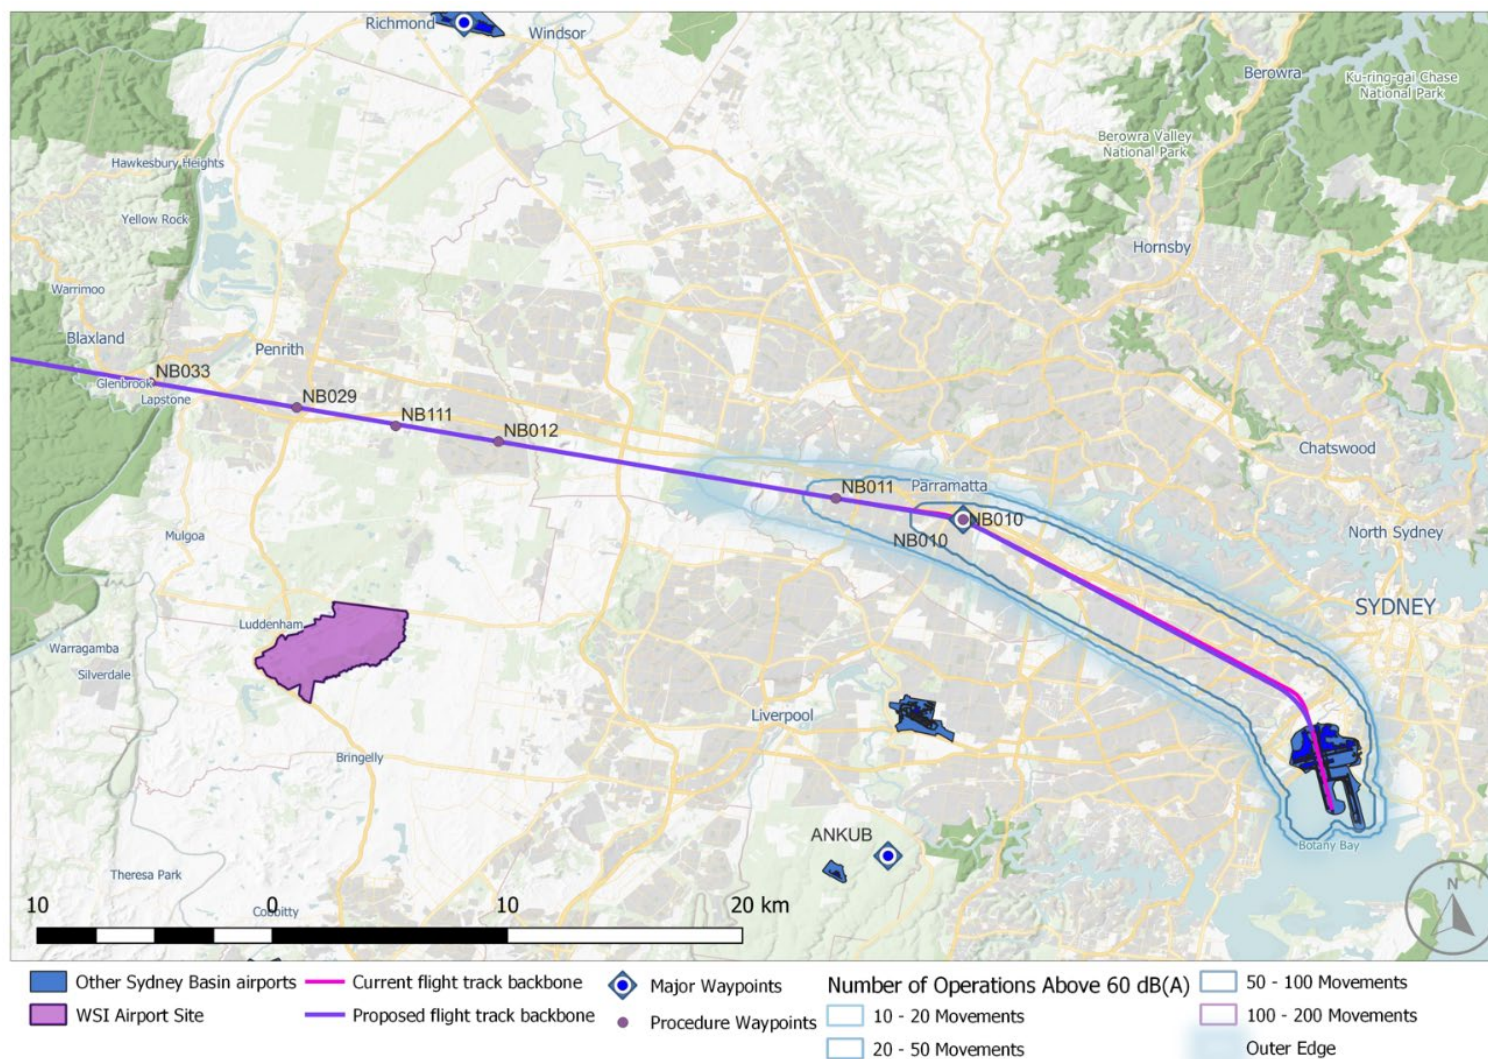 Richmond
Windsor
Berowra
Ku-ring-gai Chase
National Park
Berowra Valley
National Park
Hawkesbury Heights
Yellow Rock
Hornsby
Warrimoo
Blaxland
Penrith
NB033
Glenbrook
Lapstone
NB029
NB111
NB012
Chatswood
NB011
Parramatta
NB010
NB010
North Sydney
Mulgoa
SYDNEY
Luddenham
Warragamba
Silverdale
Liverpool
Bringelly
ANKUB
Botany Bay
Theresa Park
N
10 0 10 20 km
Cobbitty
Other Sydney Basin airports
WSI Airport Site
Current flight track backbone
Proposed flight track backbone
Major Waypoints
Procedure Waypoints
Number of Operations Above 60 dB(A)
10 - 20 Movements
20 - 50 Movements
50 - 100 Movements
100 - 200 Movements
Outer Edge